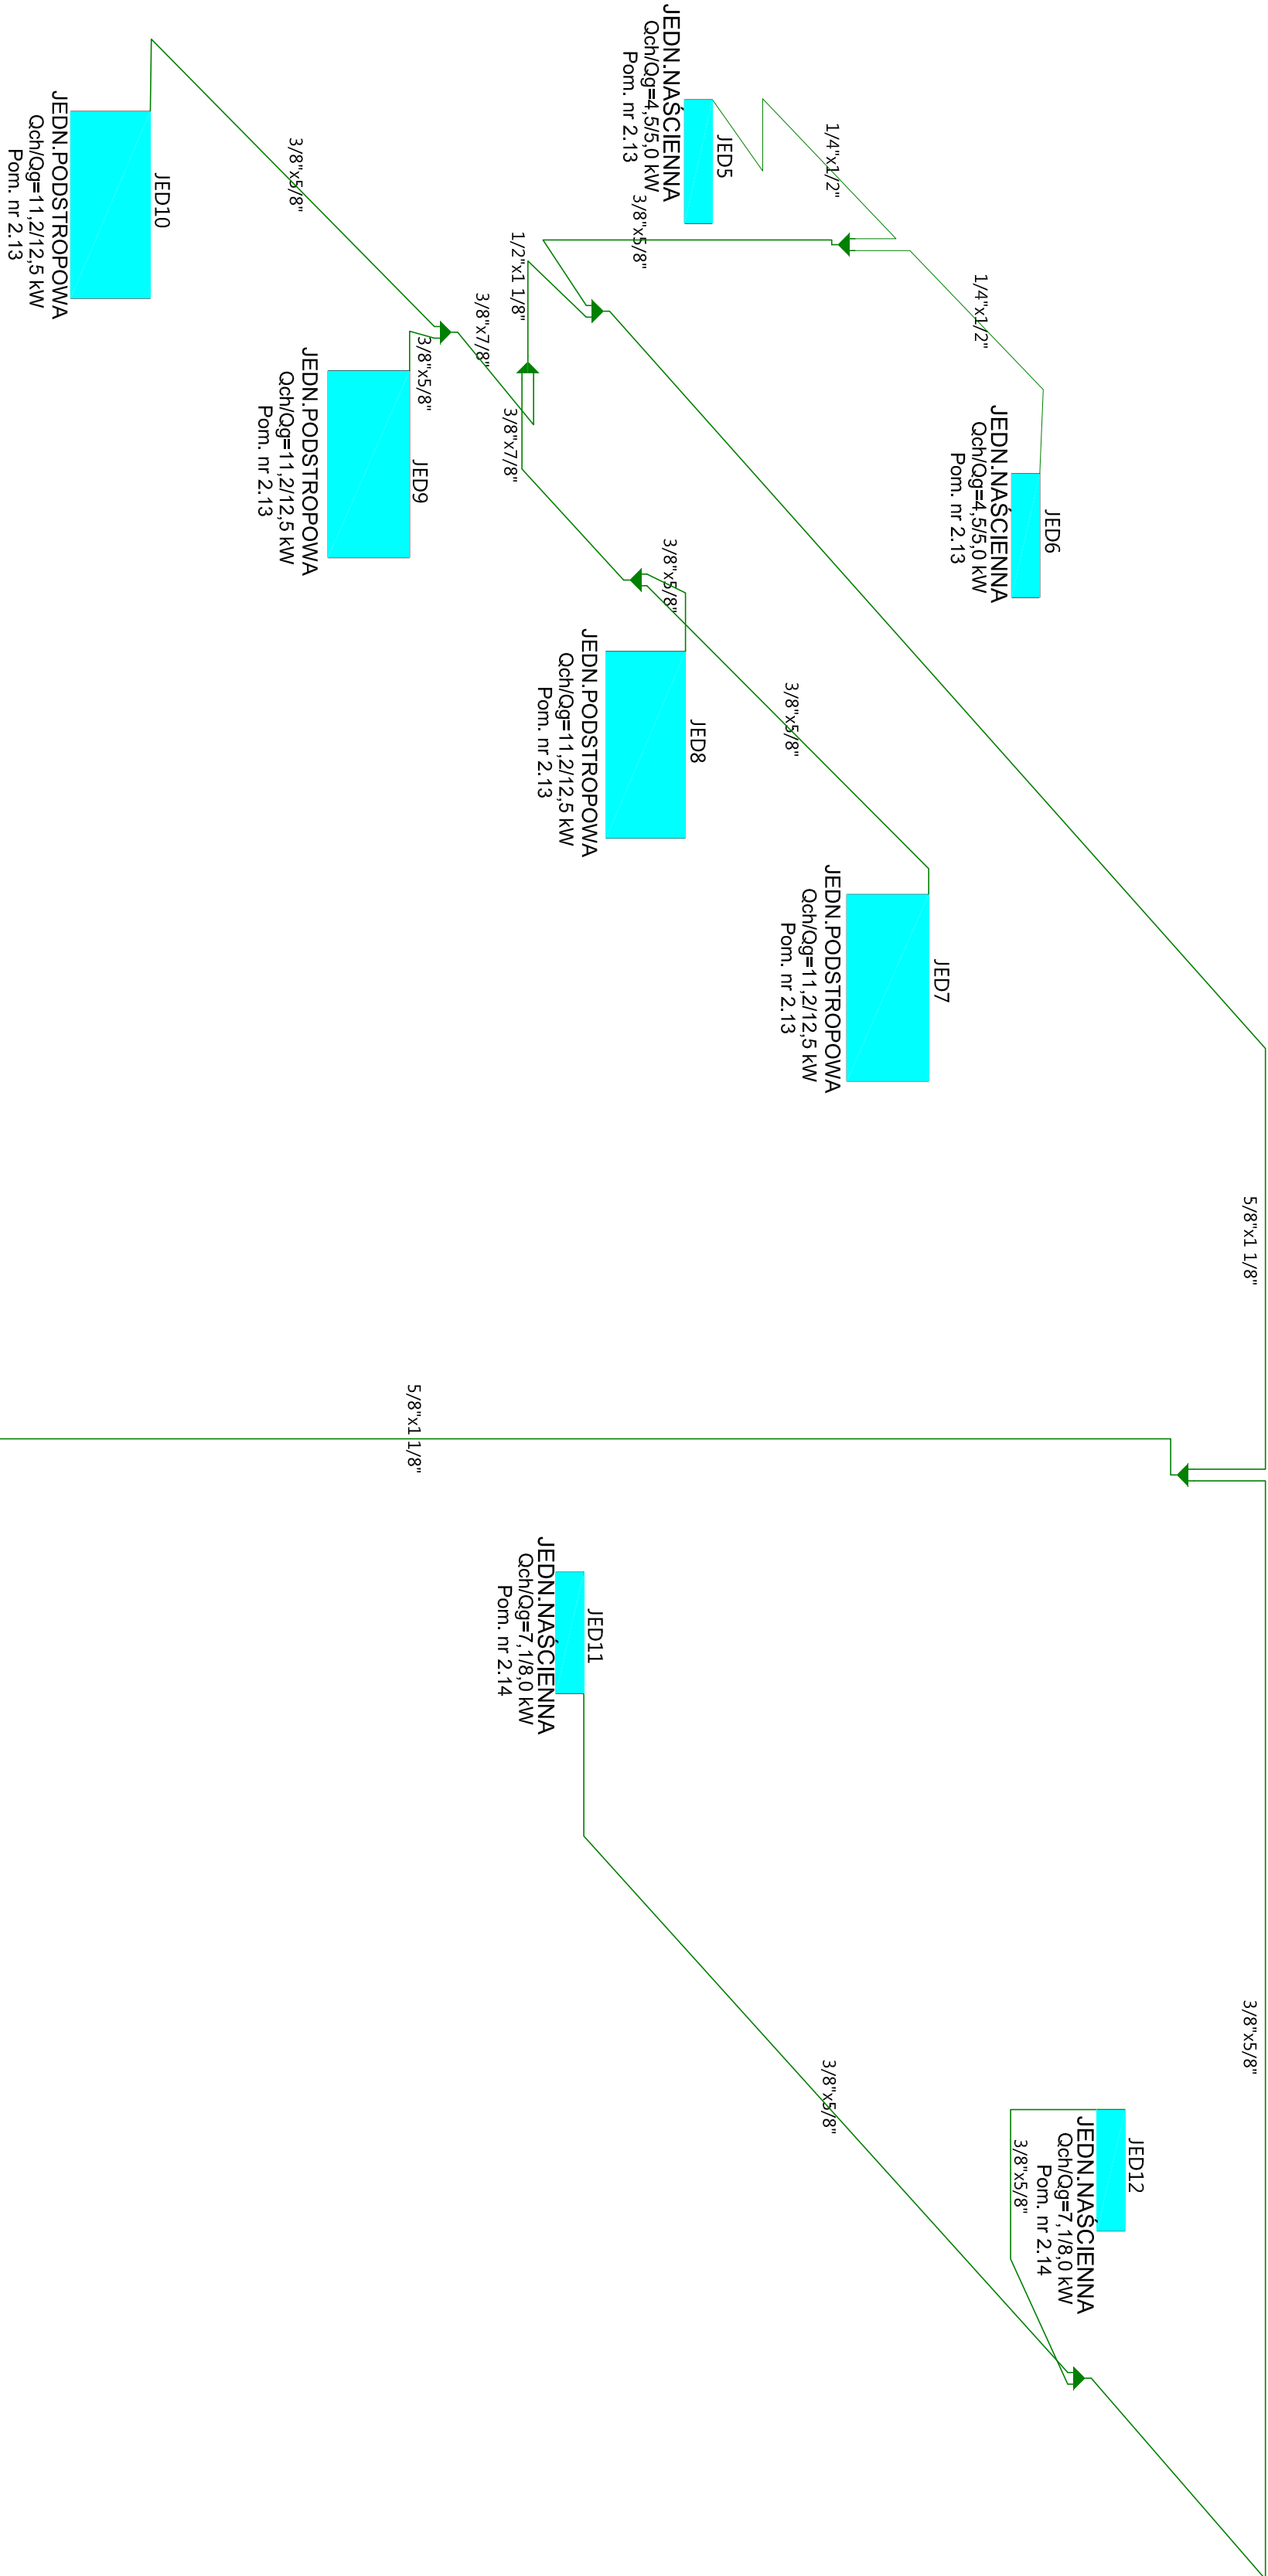 JED5
JEDN.NAŚCIENNA
Qch/Qg=4,5/5,0 kW
Pom. nr 2.13
1/4"x1/2"
3/8"x5/8"
1/4"x1/2"
JED6
JEDN.NAŚCIENNA
Qch/Qg=4,5/5,0 kW
Pom. nr 2.13
JED10
JEDN.PODSTROPOWA
Qch/Qg=11,2/12,5 kW
Pom. nr 2.13
3/8"x5/8"
1/2"x1 1/8"
3/8"x7/8"
3/8"x5/8"
3/8"x7/8"
JED9
JEDN.PODSTROPOWA
Qch/Qg=11,2/12,5 kW
Pom. nr 2.13
3/8"x5/8"
JED8
JEDN.PODSTROPOWA
Qch/Qg=11,2/12,5 kW
Pom. nr 2.13
3/8"x5/8"
JED7
JEDN.PODSTROPOWA
Qch/Qg=11,2/12,5 kW
Pom. nr 2.13
5/8"x1 1/8"
5/8"x1 1/8"
JED11
JEDN.NAŚCIENNA
Qch/Qg=7,1/8,0 kW
Pom. nr 2.14
3/8"x5/8"
3/8"x5/8"
JED12
JEDN.NAŚCIENNA
Qch/Qg=7,1/8,0 kW
Pom. nr 2.14
3/8"x5/8"